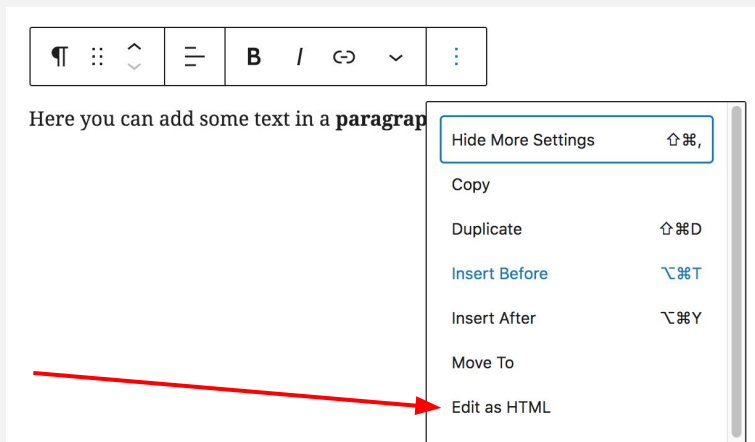 ¶ B I
Here you can add some text in a paragrap
Hide More Settings ⇧⌘,
Copy
Duplicate ⇧⌘D
Insert Before ⌥⌘T
Insert After ⌥⌘Y
Move To
Edit as HTML